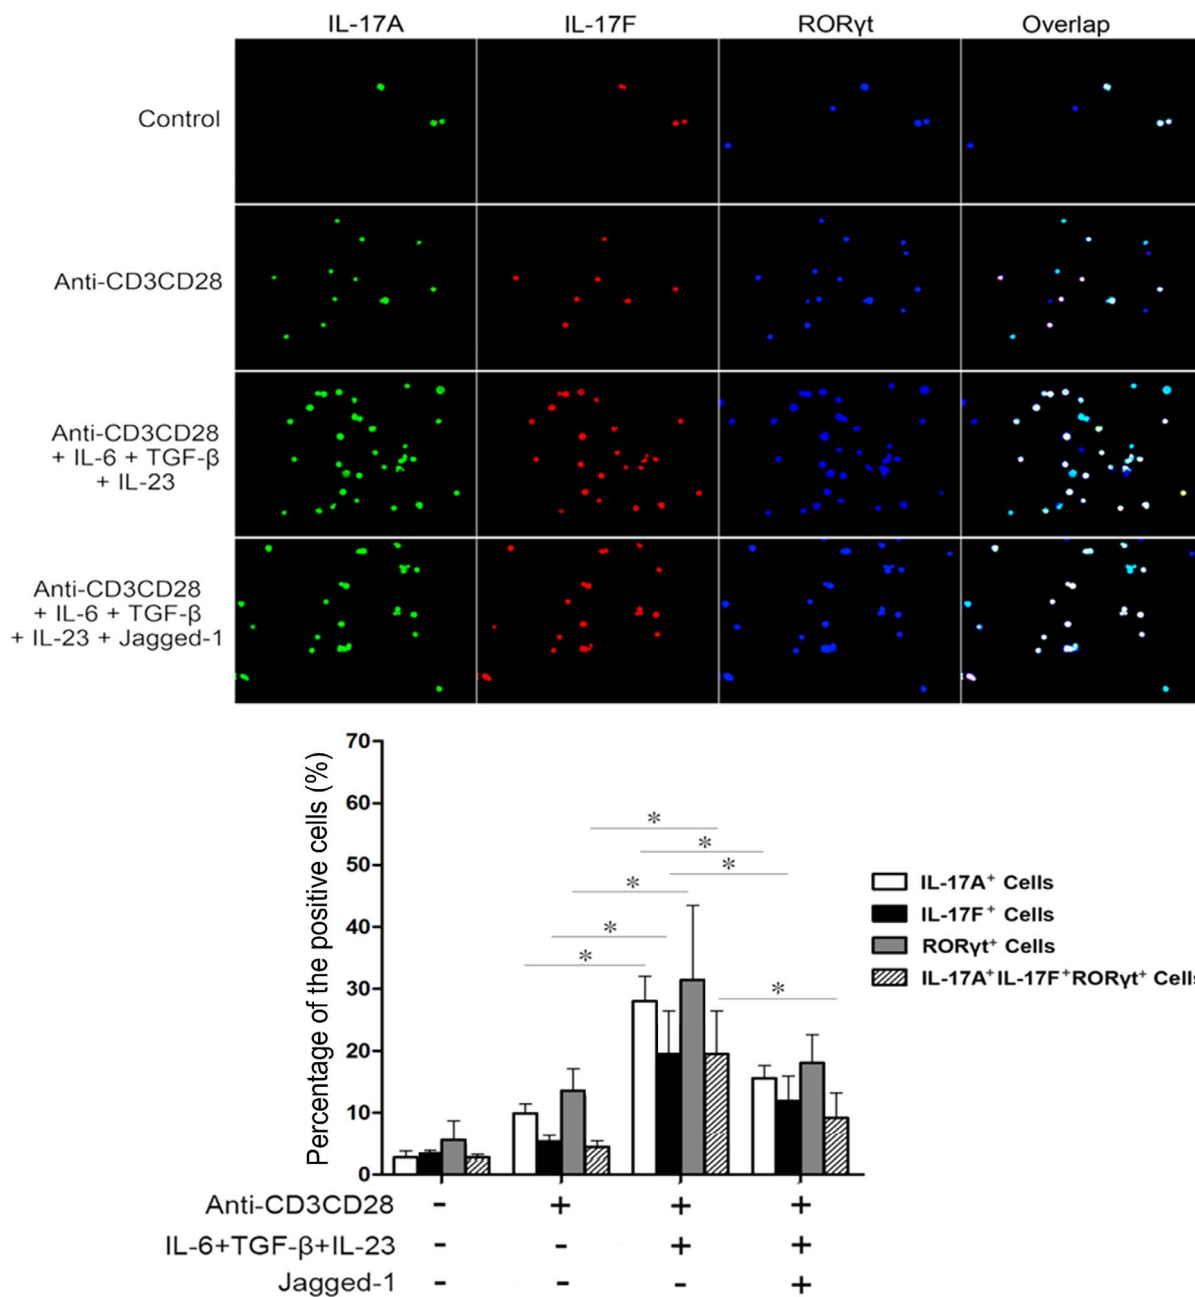 IL-17A IL-17F RORγt Overlap
Control
Anti-CD3CD28
Anti-CD3CD28
+ IL-6 + TGF-β
+ IL-23
Anti-CD3CD28
+ IL-6 + TGF-β
+ IL-23 + Jagged-1
Percentage of the positive cells (%)
70
60
50
40
30
20
10
0
*
*
*
*
*
*
*
*
IL-17A⁺ Cells
IL-17F⁺ Cells
RORγt⁺ Cells
IL-17A⁺IL-17F⁺RORγt⁺ Cells
Anti-CD3CD28 - + + +
IL-6+TGF-β+IL-23 - - + +
Jagged-1 - - - +